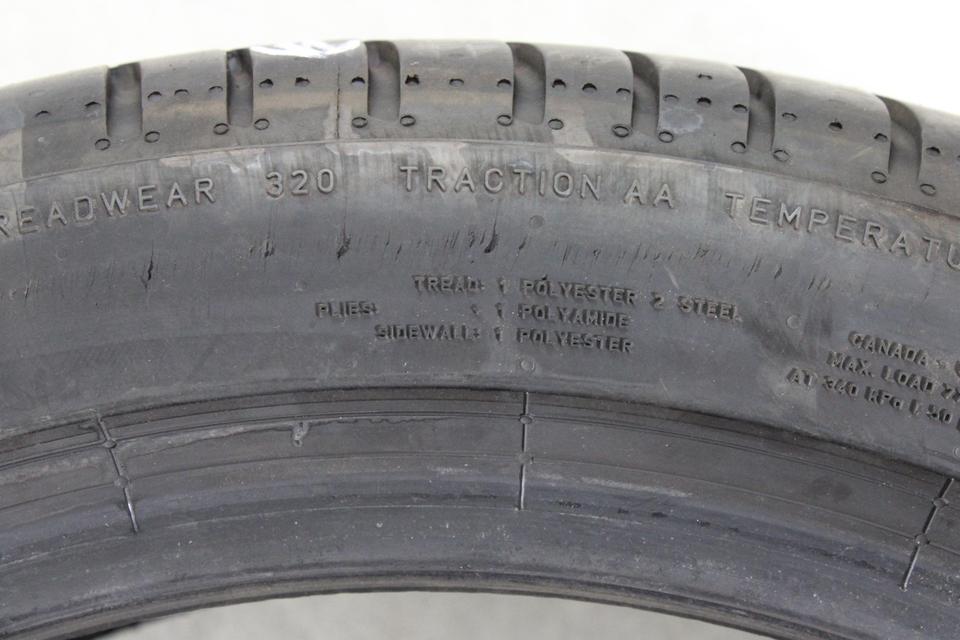 READWEAR 320 TRACTION AA TEMPERATU
TREAD: 1 POLYESTER 2 STEEL
PLIES: 1 POLYAMIDE
SIDEWALL: 1 POLYESTER
CANADA
MAX. LOAD
AT 340 KPa ( 50